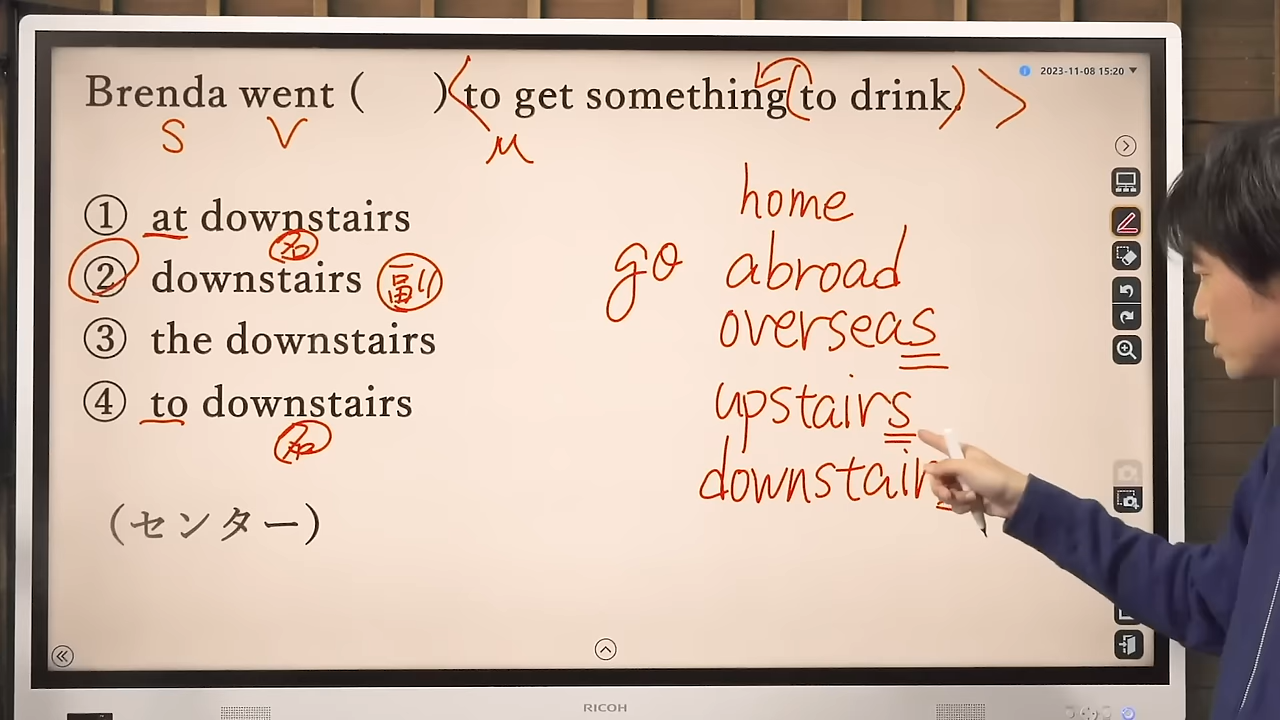 2023-11-08 15:20
Brenda went ( ) to get something to drink.
S V M
① at downstairs
名
② downstairs 副
③ the downstairs
④ to downstairs
名
(センター)
home
go abroad
overseas
upstairs
downstair
RICOH